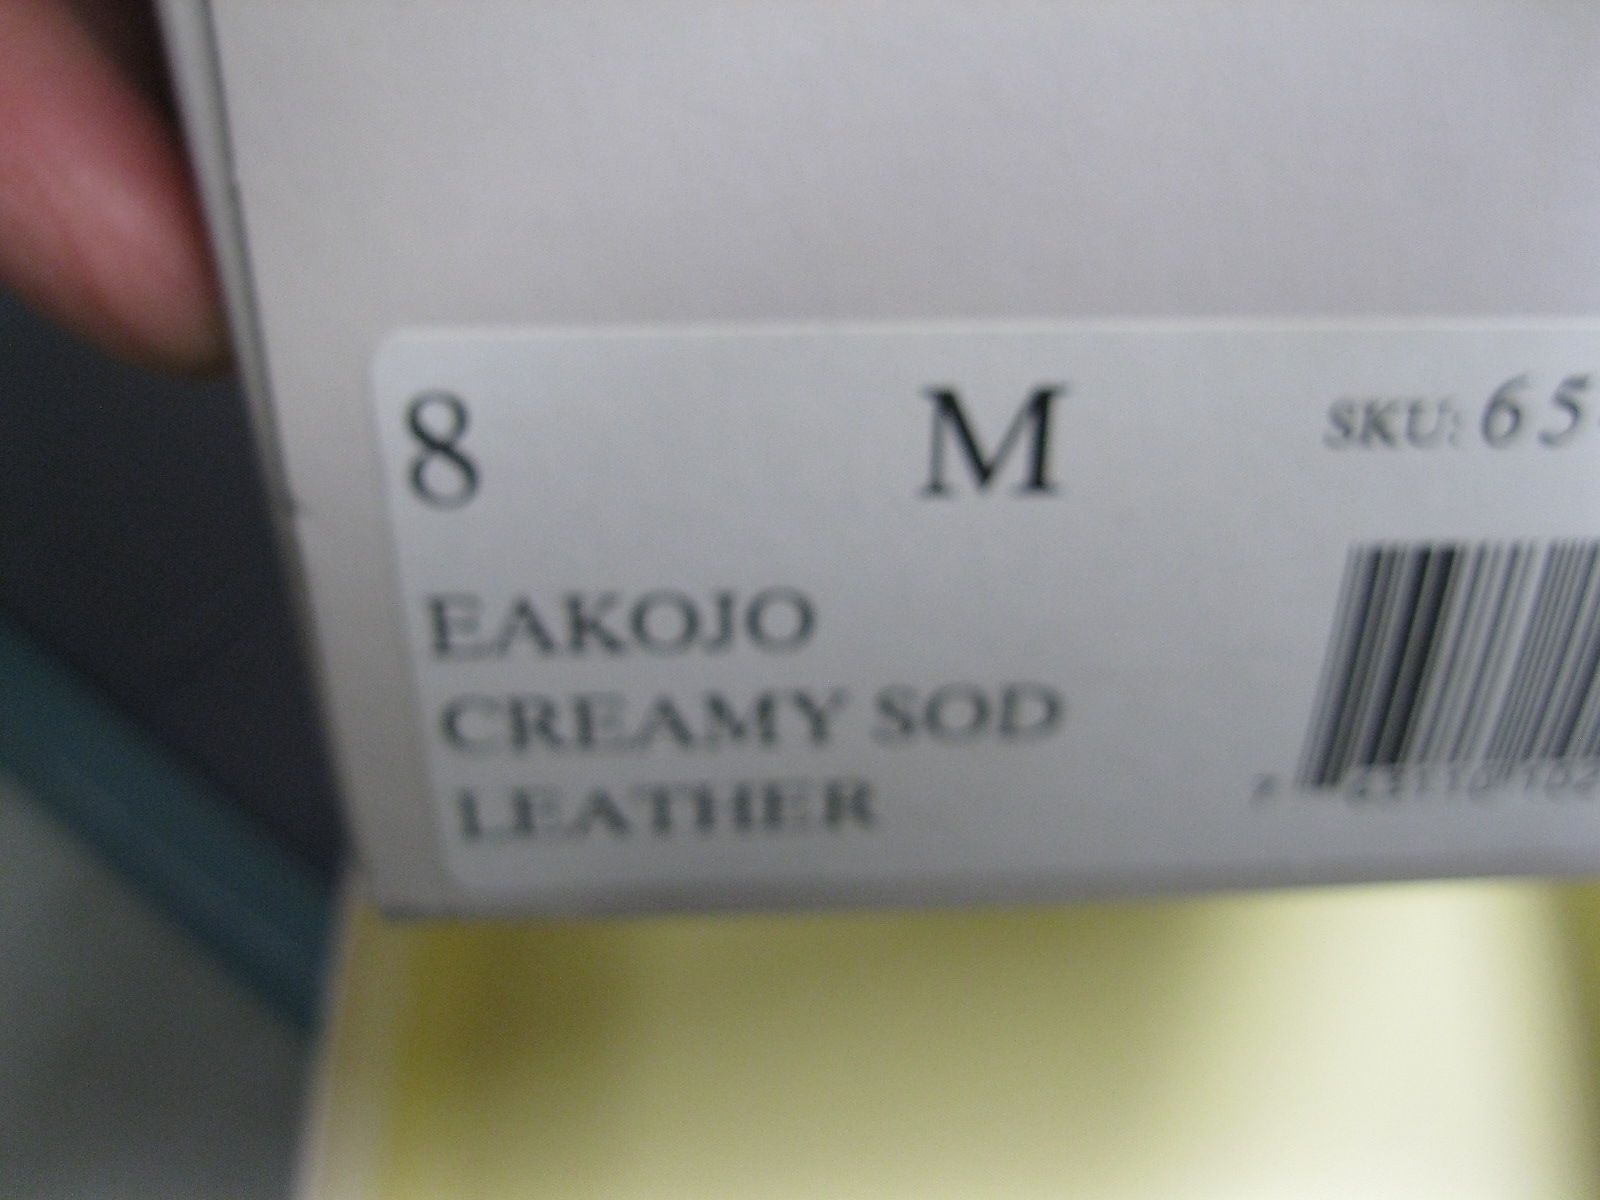 8 M SKU: 65
EAKOJO
CREAMY SOD
LEATHER